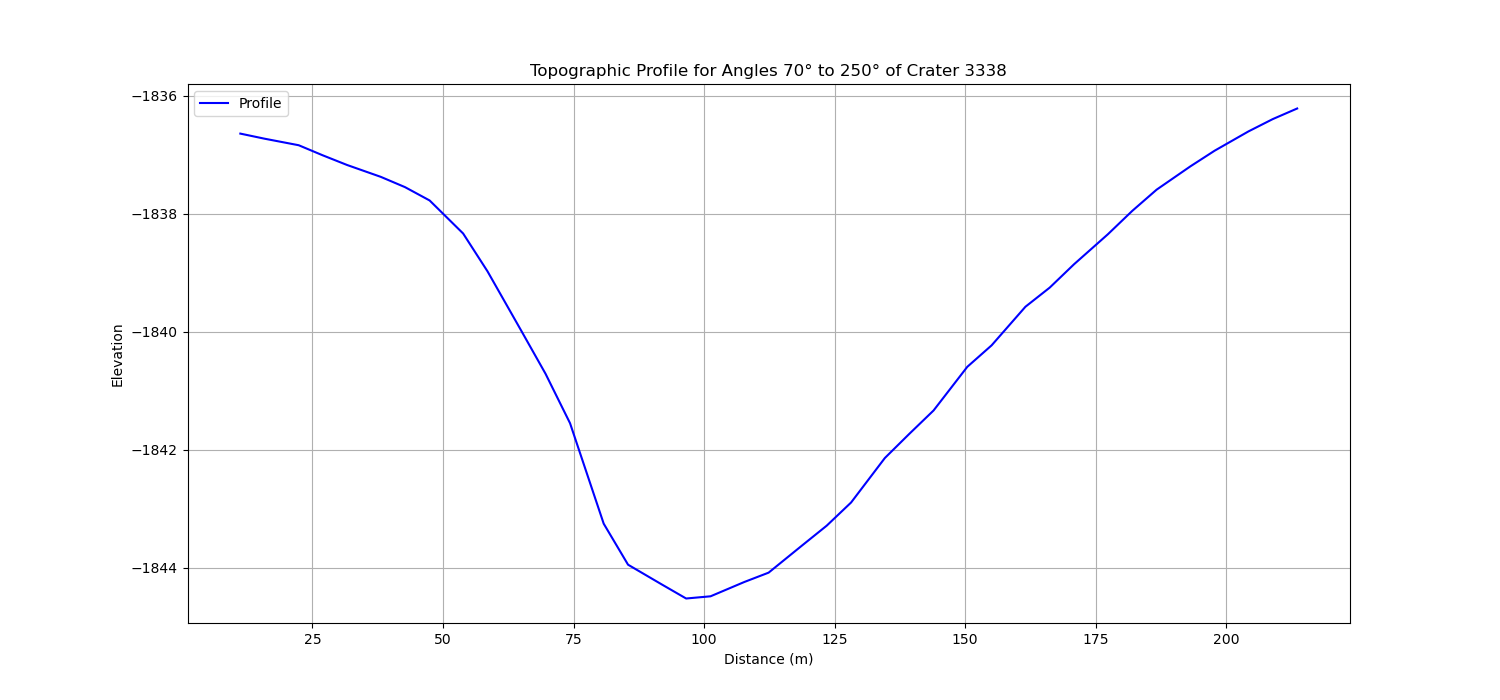 Topographic Profile for Angles 70° to 250° of Crater 3338
Profile
−1836
−1838
−1840
−1842
−1844
Elevation
25 50 75 100 125 150 175 200
Distance (m)